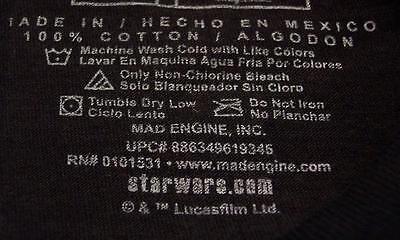 MADE IN / HECHO EN MEXICO
100% COTTON / ALGODON
Machine Wash Cold with Like Colors
Lavar En Maquina Agua Fria Por Colores
Only Non-Chlorine Bleach
Solo Blanqueador Sin Cloro
Tumble Dry Low Do Not Iron
Ciclo Lento No Planchar
MAD ENGINE, INC.
UPC# 886349619345
RN# 0101531 • www.madengine.com
starwars.com
© & ™ Lucasfilm Ltd.